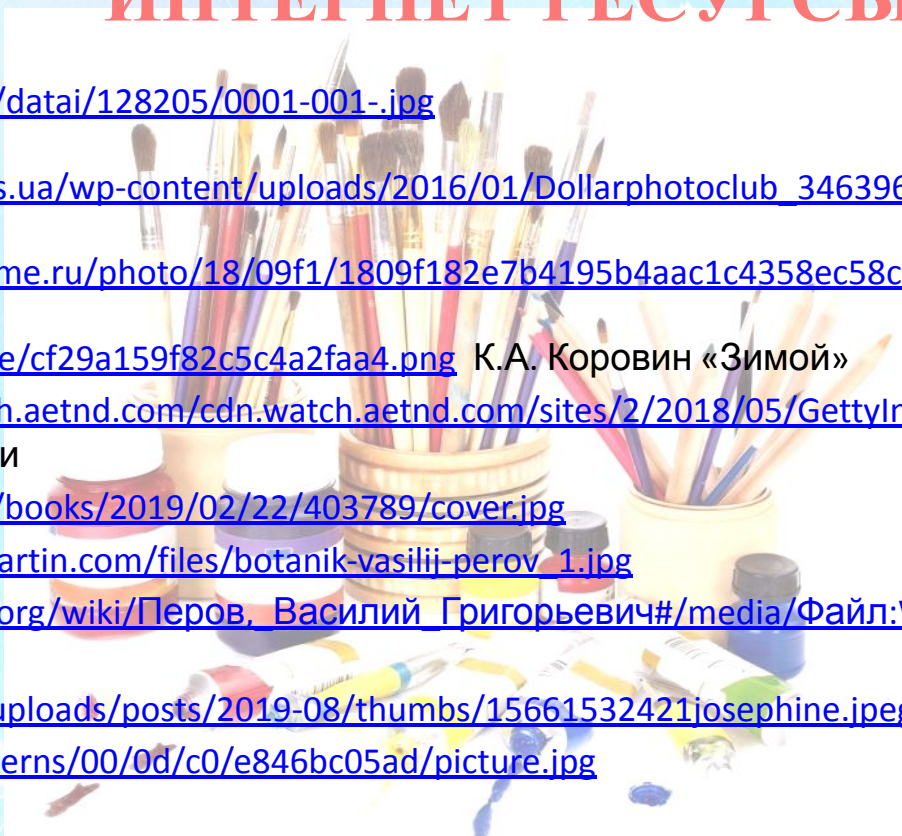 ИНТЕРНЕТ РЕСУРСЫ
/datai/128205/0001-001-.jpg
s.ua/wp-content/uploads/2016/01/Dollarphotoclub_346396
me.ru/photo/18/09f1/1809f182e7b4195b4aac1c4358ec58c
e/cf29a159f82c5c4a2faa4.png К.А. Коровин «Зимой»
h.aetnd.com/cdn.watch.aetnd.com/sites/2/2018/05/GettyIn
и
/books/2019/02/22/403789/cover.jpg
artin.com/files/botanik-vasilij-perov_1.jpg
org/wiki/Перов,_Василий_Григорьевич#/media/Файл:V
uploads/posts/2019-08/thumbs/15661532421josephine.jpeg
erns/00/0d/c0/e846bc05ad/picture.jpg